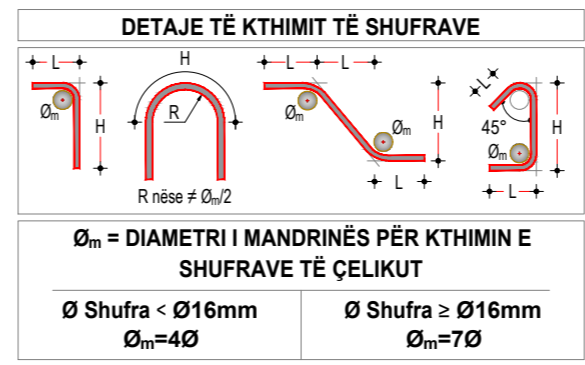 DETAJE TË KTHIMIT TË SHUFRAVE
L
H
Øm
H
R
R nëse ≠ Øm/2
L
L
Øm
Øm
H
L
L
45°
Øm
H
L
Øm = DIAMETRI I MANDRINËS PËR KTHIMIN E
SHUFRAVE TË ÇELIKUT
Ø Shufra < Ø16mm
Øm=4Ø
Ø Shufra ≥ Ø16mm
Øm=7Ø